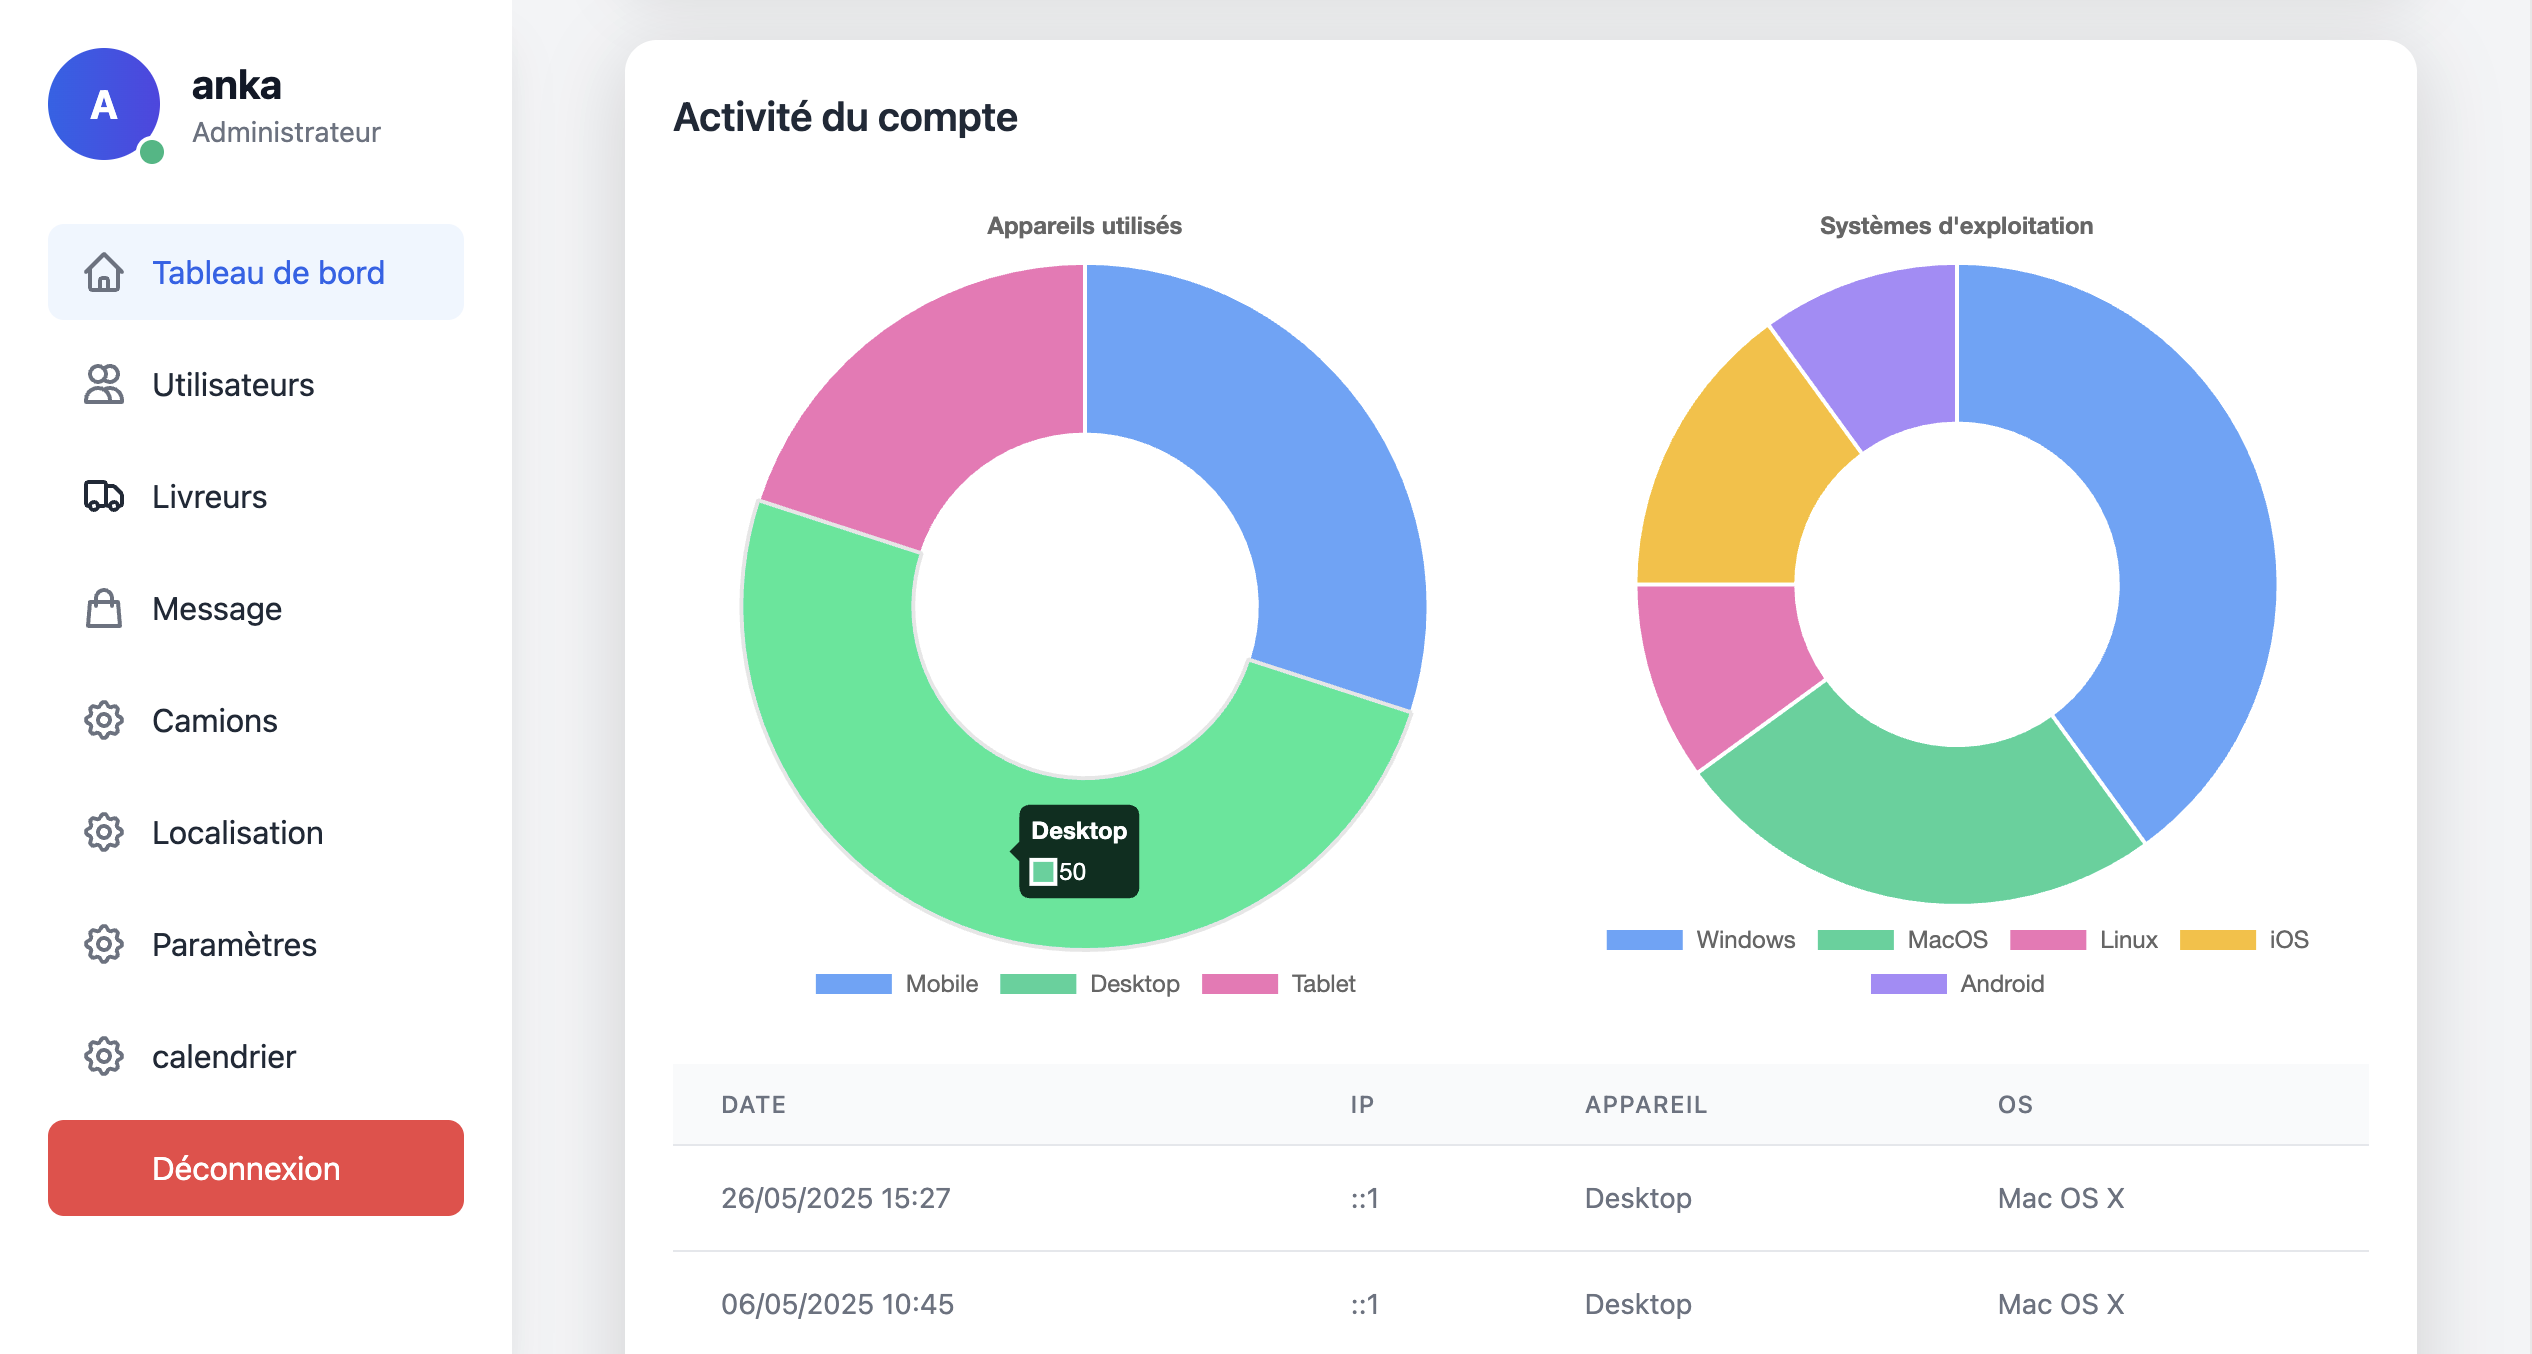 A
anka
Administrateur
Tableau de bord
Utilisateurs
Livreurs
Message
Camions
Localisation
Paramètres
calendrier
Déconnexion
Activité du compte
Appareils utilisés
Desktop
50
Mobile Desktop Tablet
Systèmes d'exploitation
Windows MacOS Linux iOS
Android
DATE IP APPAREIL OS
26/05/2025 15:27 ::1 Desktop Mac OS X
06/05/2025 10:45 ::1 Desktop Mac OS X